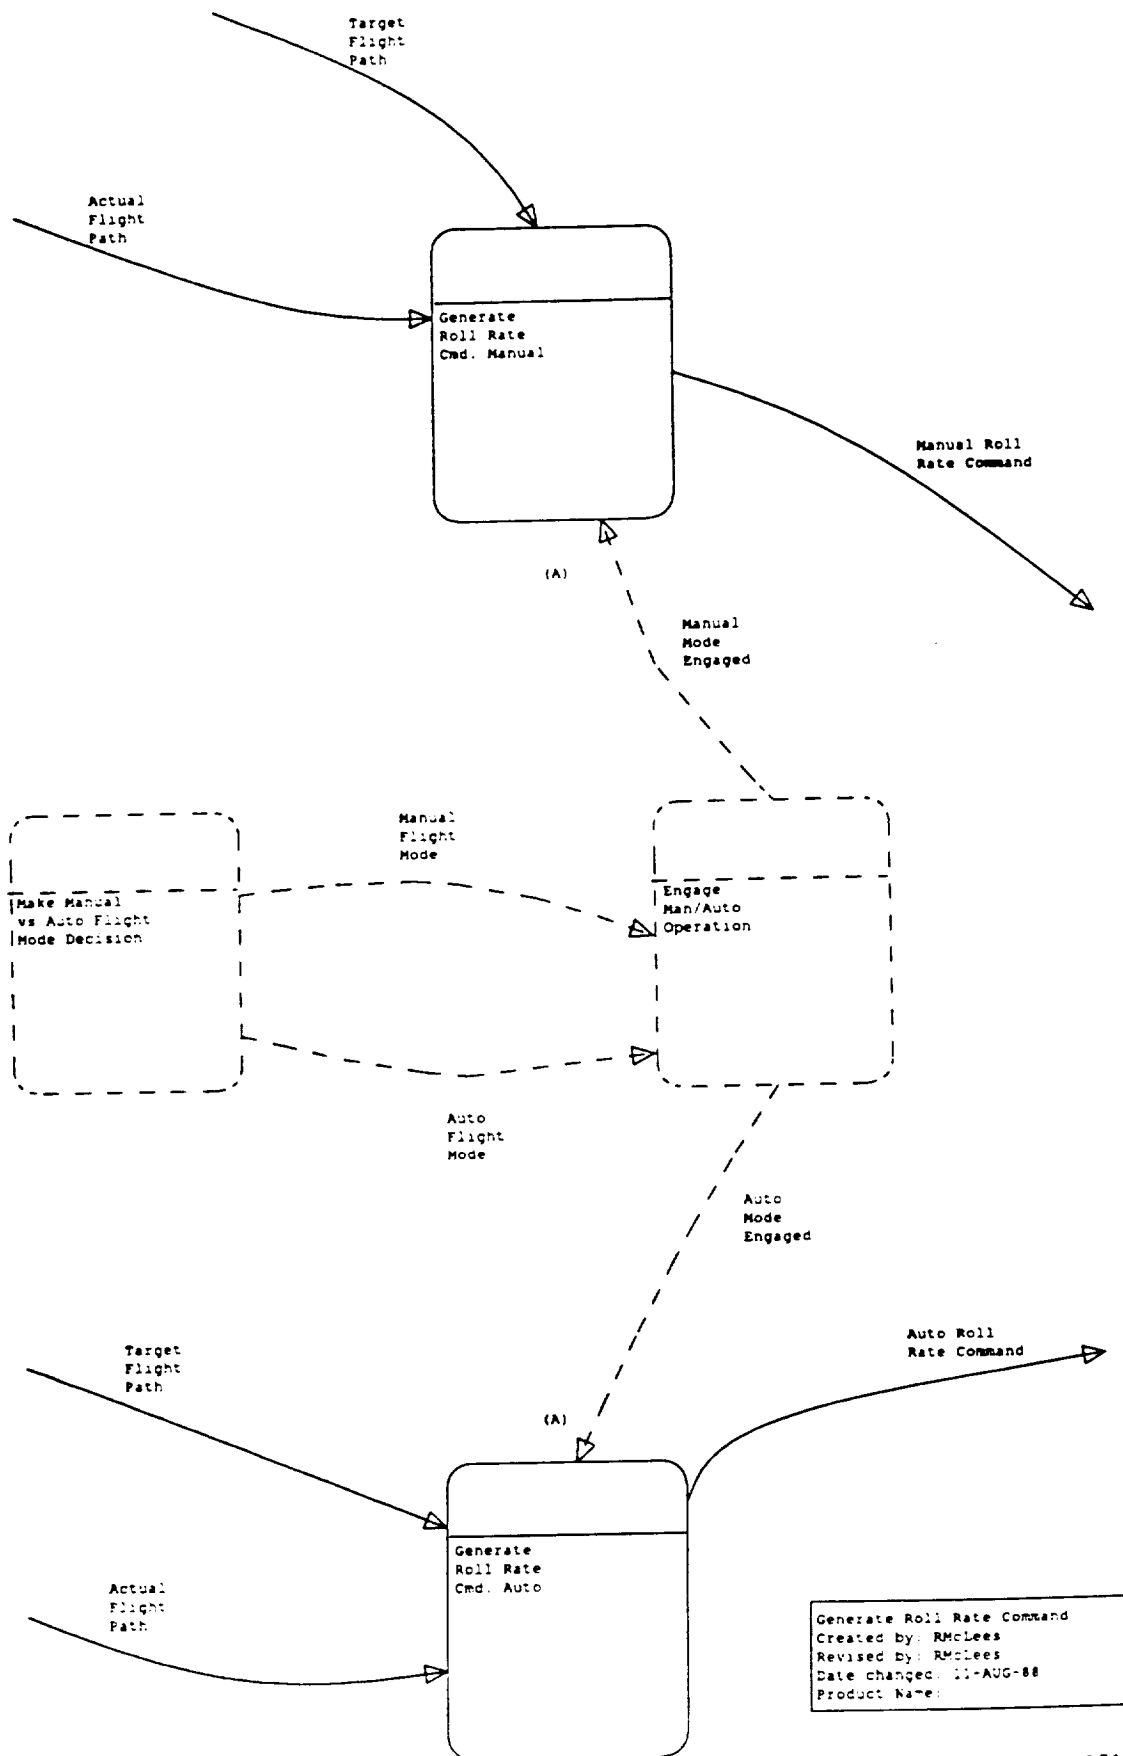 Target
Flight
Path
Actual
Flight
Path
Generate
Roll Rate
Cmd. Manual
Manual Roll
Rate Command
(A)
Manual
Mode
Engaged
Manual
Flight
Mode
Make Manual
vs Auto Flight
Mode Decision
Engage
Man/Auto
Operation
Auto
Flight
Mode
Auto
Mode
Engaged
Target
Flight
Path
Auto Roll
Rate Command
(A)
Generate
Roll Rate
Cmd. Auto
Actual
Flight
Path
Generate Roll Rate Command
Created by: RMcLees
Revised by: RMcLees
Date changed: 11-AUG-88
Product Name: